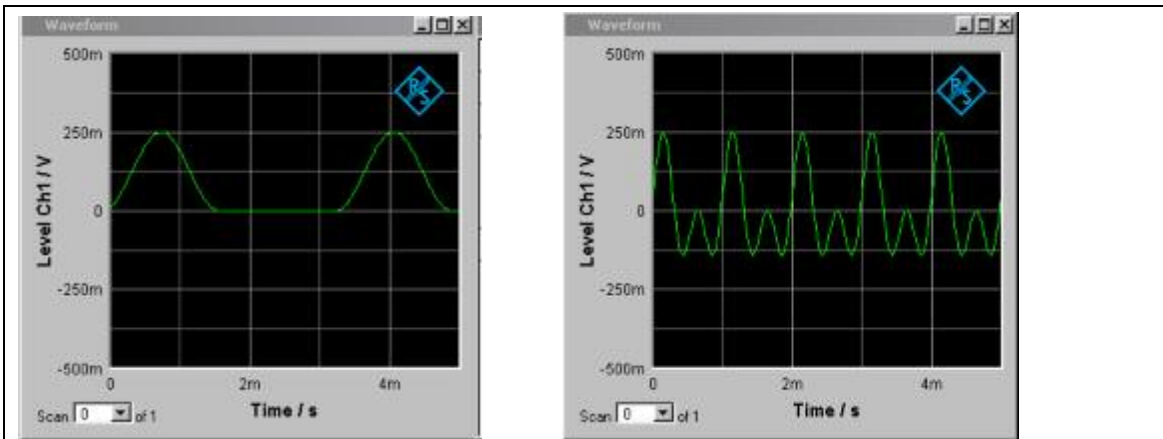 Waveform
500m
250m
0
-250m
-500m
Level Ch1 / V
R S
0
2m
4m
Scan 0 of 1
Time / s
Waveform
500m
250m
0
-250m
-500m
Level Ch1 / V
R S
0
2m
4m
Scan 0 of 1
Time / s